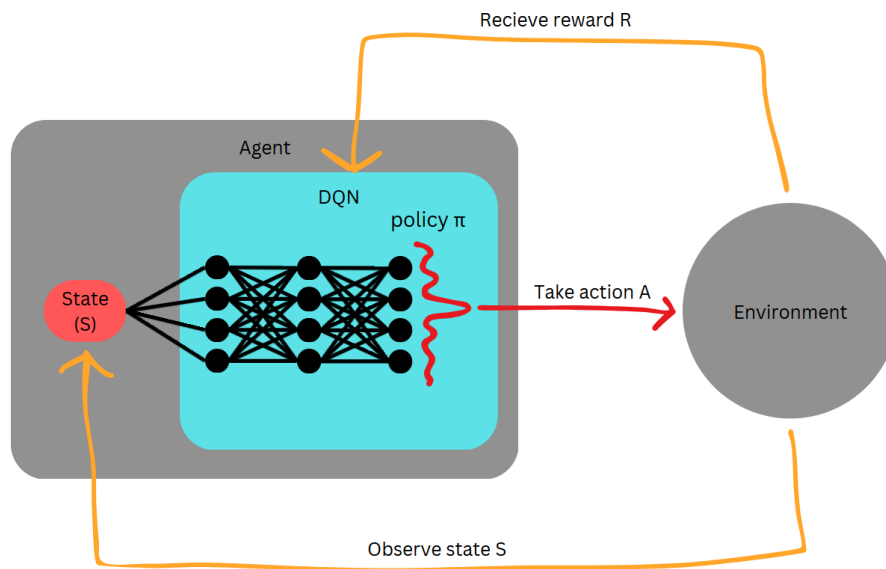 Recieve reward R
Agent
DQN
policy π
State
(S)
Take action A
Environment
Observe state S